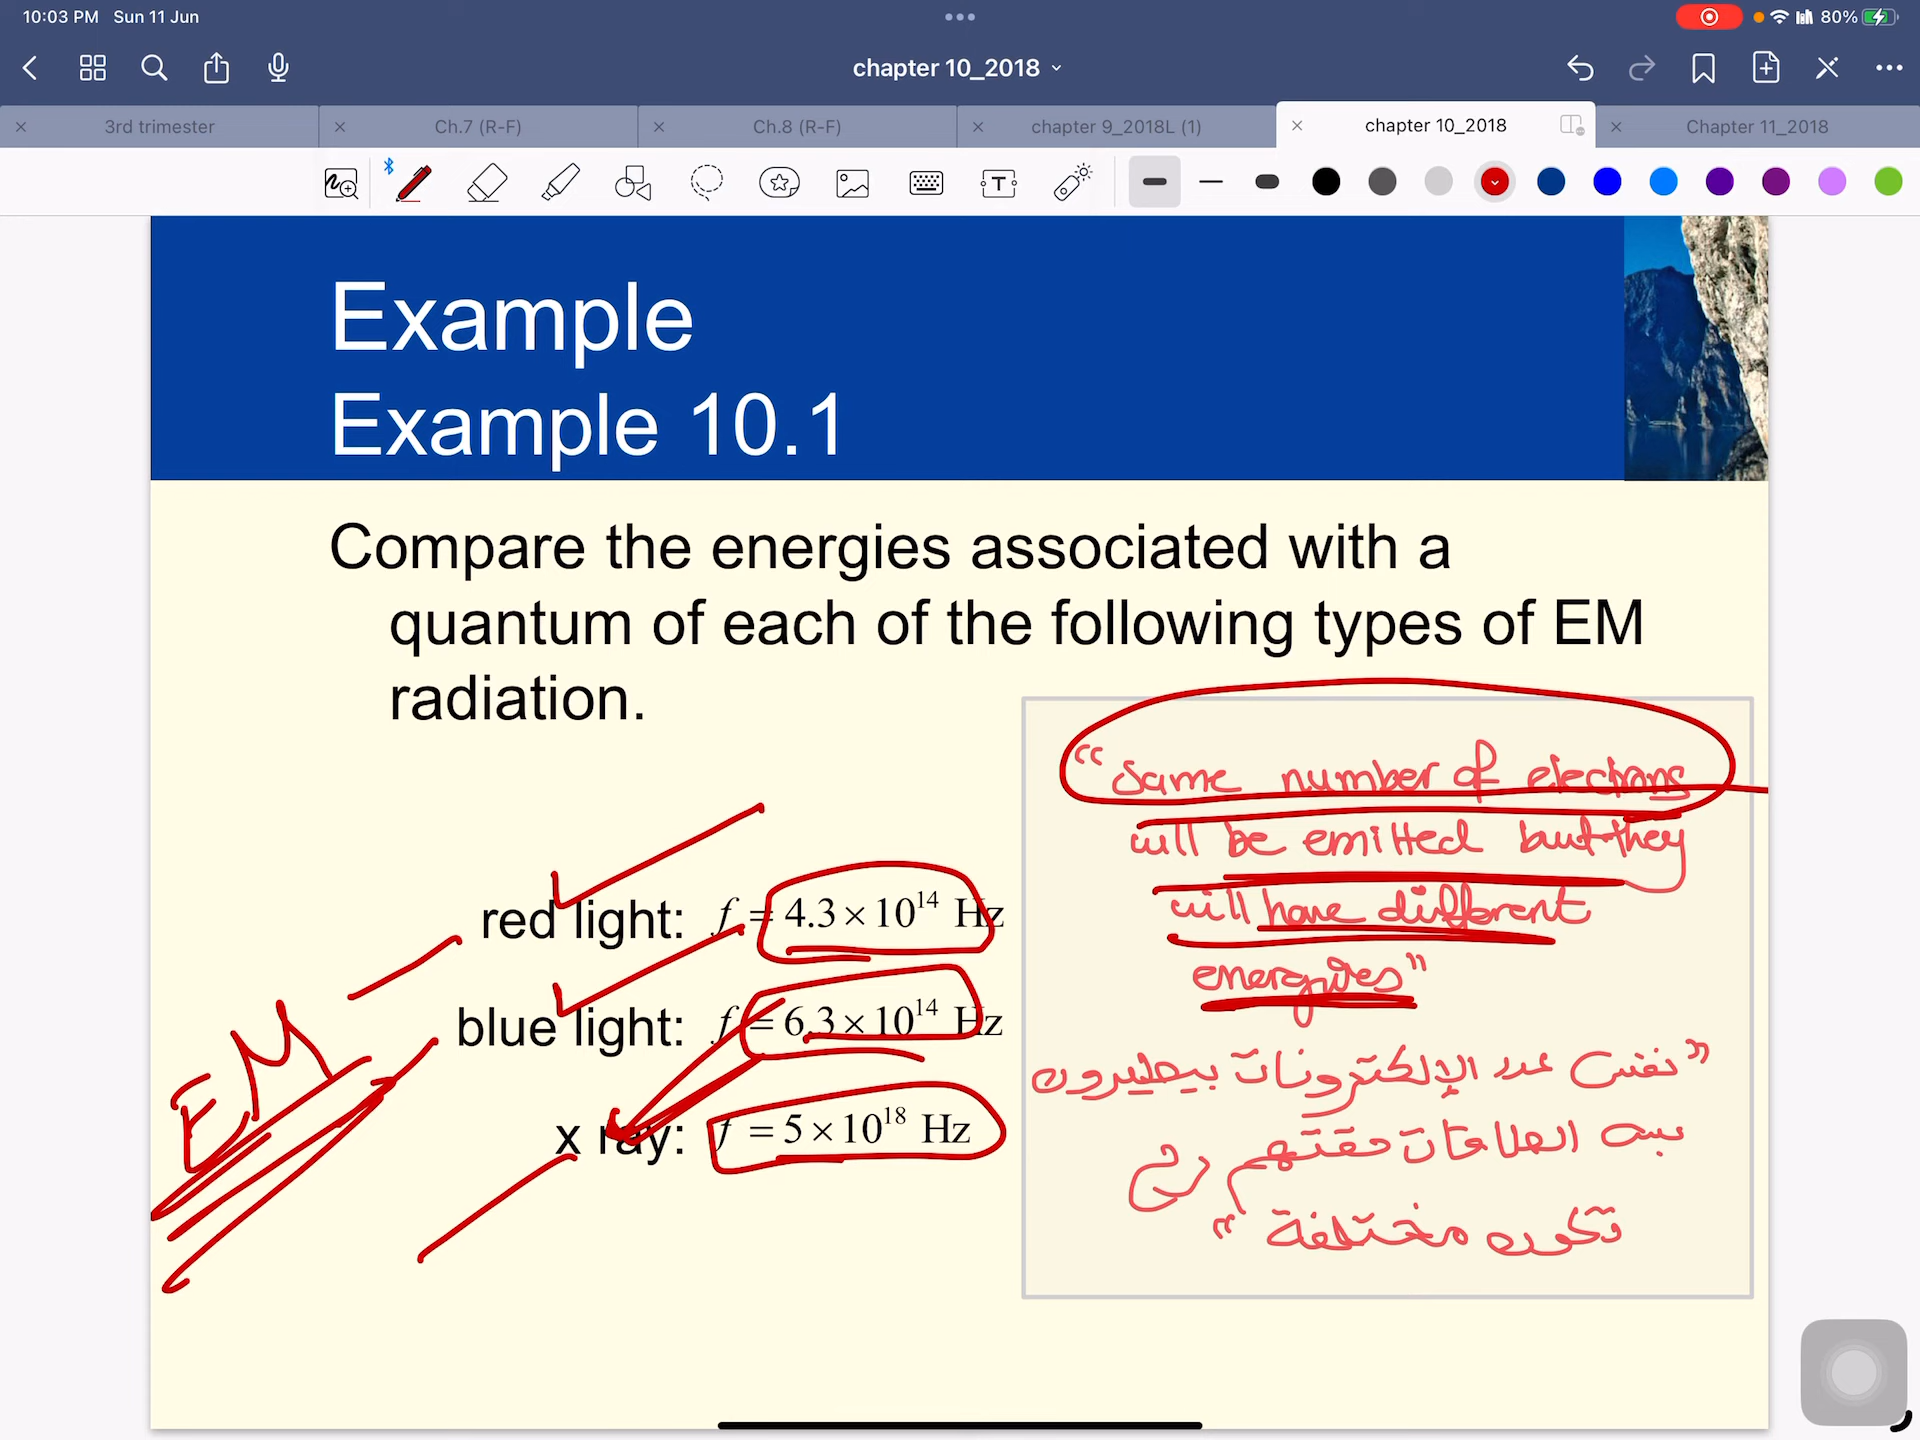 10:03 PM Sun 11 Jun
80%
chapter 10_2018
3rd trimester
Ch.7 (R-F)
Ch.8 (R-F)
chapter 9_2018L (1)
chapter 10_2018
Chapter 11_2018
Example
Example 10.1
Compare the energies associated with a
quantum of each of the following types of EM
radiation.
red light: f = 4.3 × 10¹⁴ Hz
blue light: f = 6.3 × 10¹⁴ Hz
x ray: f = 5 × 10¹⁸ Hz
EM
"same number of electrons
will be emitted but they
will have different
energies"
"نفس عدد الإلكترونات بيطيرون
بس الطاقات حقتهم رح
تكون مختلفة"